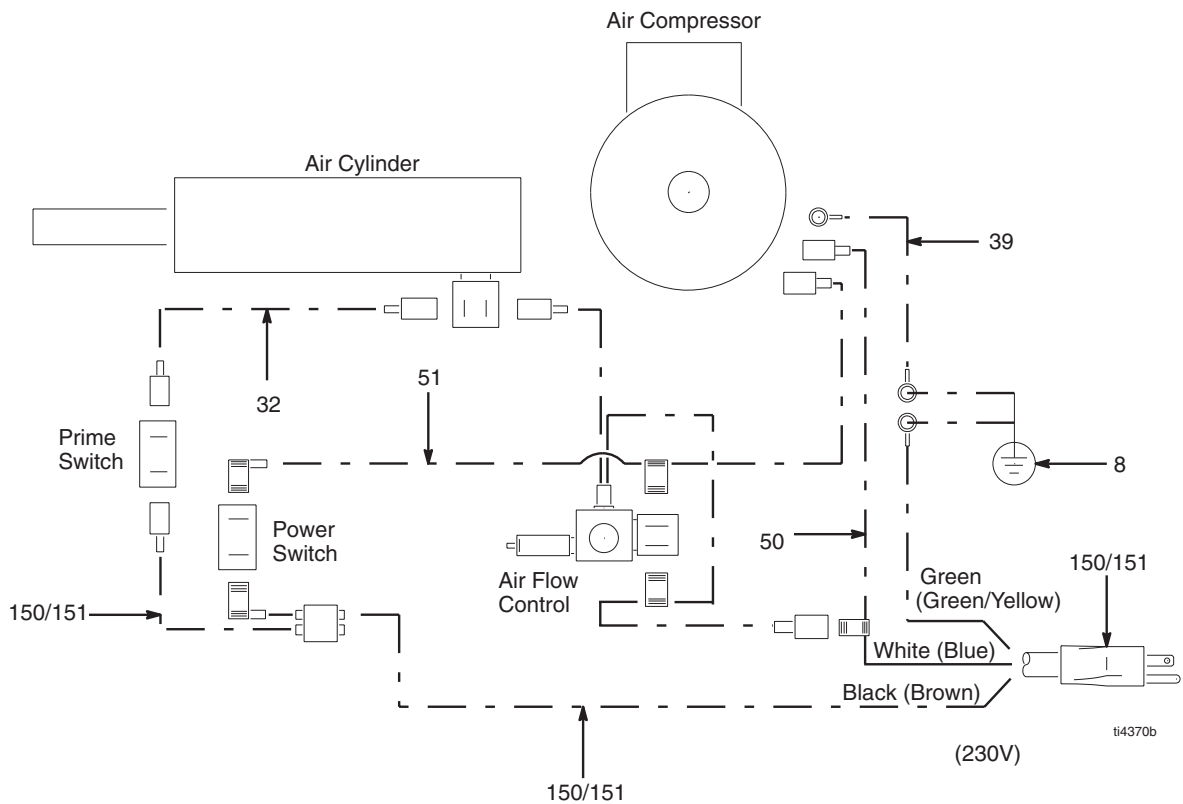 Air Compressor
Air Cylinder
39
51
32
Prime
Switch
8
Power
Switch
50
Air Flow
Control
150/151
Green
(Green/Yellow)
150/151
White (Blue)
Black (Brown)
ti4370b
(230V)
150/151